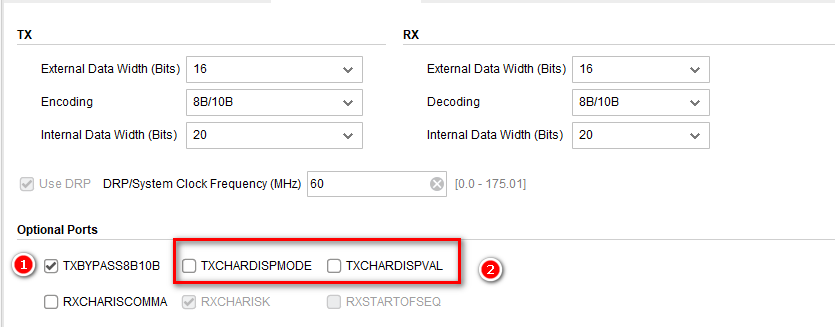 TX RX
External Data Width (Bits) 16 External Data Width (Bits) 16
Encoding 8B/10B Decoding 8B/10B
Internal Data Width (Bits) 20 Internal Data Width (Bits) 20
Use DRP DRP/System Clock Frequency (MHz) 60 [0.0 - 175.01]
Optional Ports
1 TXBYPASS8B10B TXCHARDISPMODE TXCHARDISPVAL 2
RXCHARISCOMMA RXCHARISK RXSTARTOFSEQ